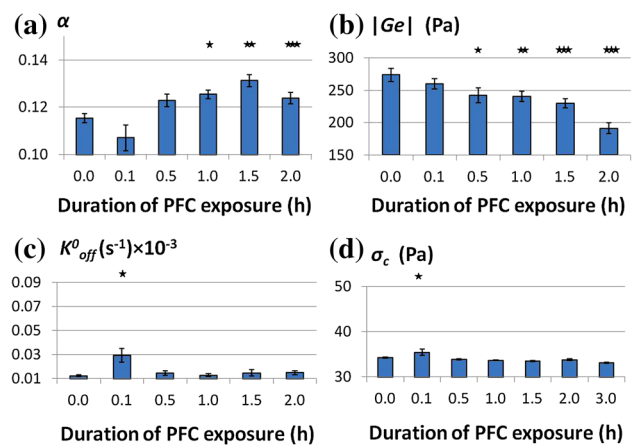 (a) α
★ ★★ ★★★
0.14
0.12
0.10
0.0 0.1 0.5 1.0 1.5 2.0
Duration of PFC exposure (h)
(b) |Ge| (Pa)
★ ★★ ★★★ ★★★
300
250
200
150
0.0 0.1 0.5 1.0 1.5 2.0
Duration of PFC exposure (h)
(c) K⁰off(s⁻¹)×10⁻³
★
0.09
0.07
0.05
0.03
0.01
0.0 0.1 0.5 1.0 1.5 2.0
Duration of PFC exposure (h)
(d) σc (Pa)
★
50
40
30
0.0 0.1 0.5 1.0 1.5 2.0 3.0
Duration of PFC exposure (h)